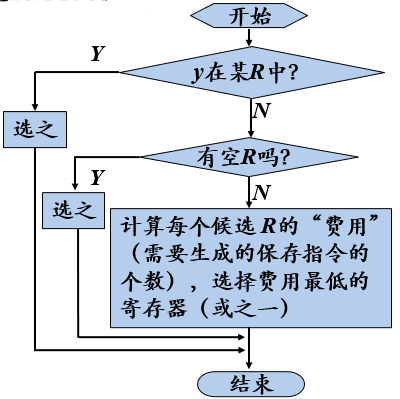 开始
Y
y在某R中?
N
选之
有空R吗?
Y
N
选之
计算每个候选R的“费用”
（需要生成的保存指令的
个数），选择费用最低的
寄存器（或之一）
结束